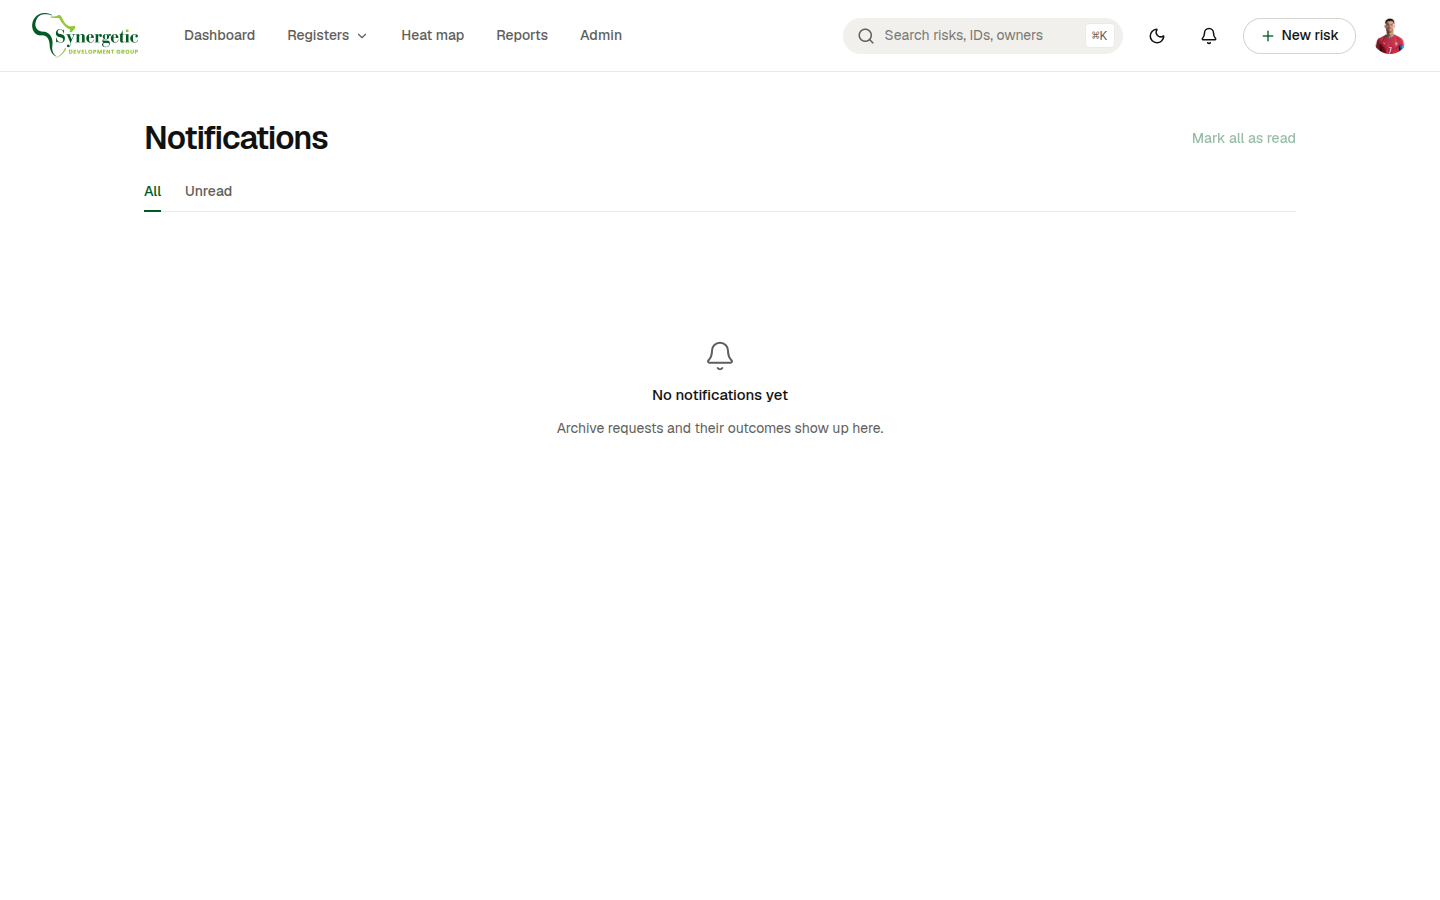 Synergetic
DEVELOPMENT GROUP
Dashboard
Registers
Heat map
Reports
Admin
Search risks, IDs, owners
⌘K
New risk
7
Notifications
Mark all as read
All
Unread
No notifications yet
Archive requests and their outcomes show up here.